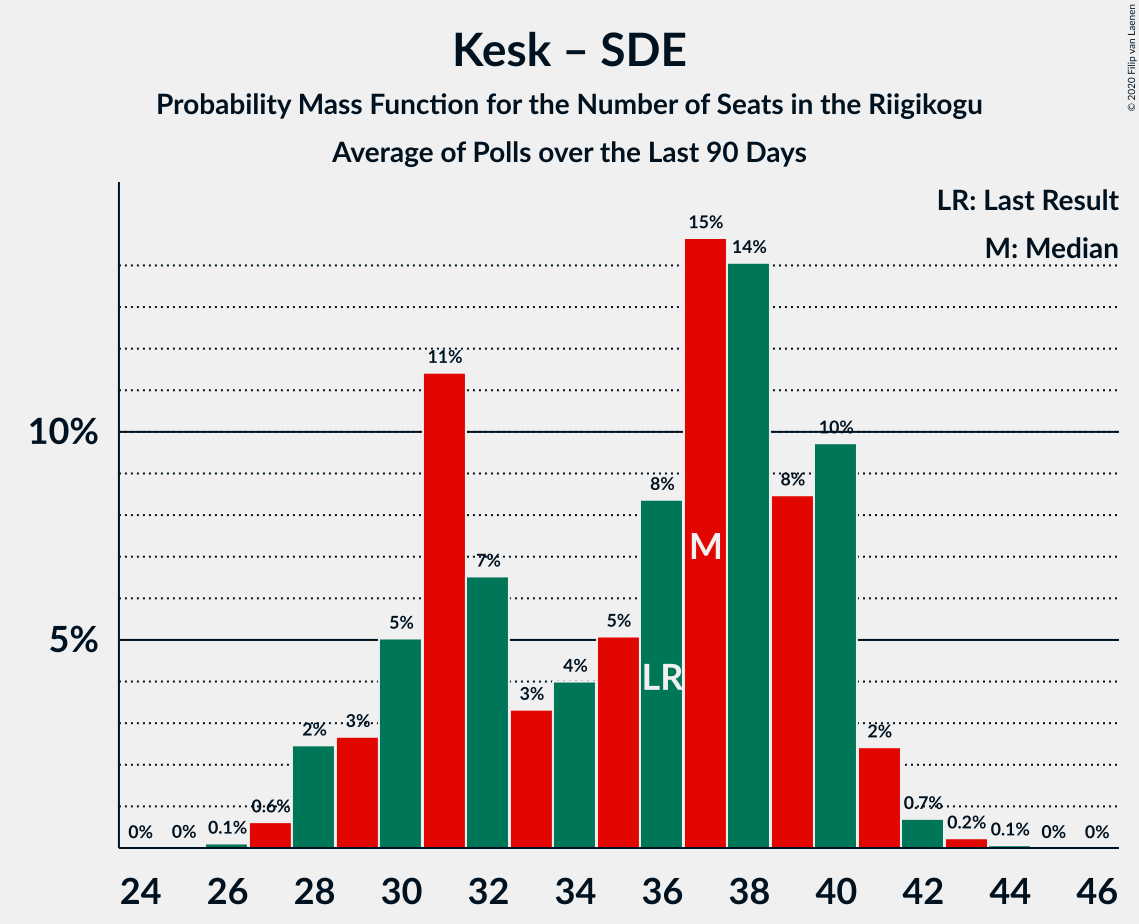 Kesk – SDE
Probability Mass Function for the Number of Seats in the Riigikogu
Average of Polls over the Last 90 Days
© 2020 Filip van Laenen
LR: Last Result
M: Median
10%
5%
0%
0%
0.1%
0.6%
2%
3%
5%
11%
7%
3%
4%
5%
8%
15%
14%
8%
10%
2%
0.7%
0.2%
0.1%
0%
0%
LR
M
24 26 28 30 32 34 36 38 40 42 44 46